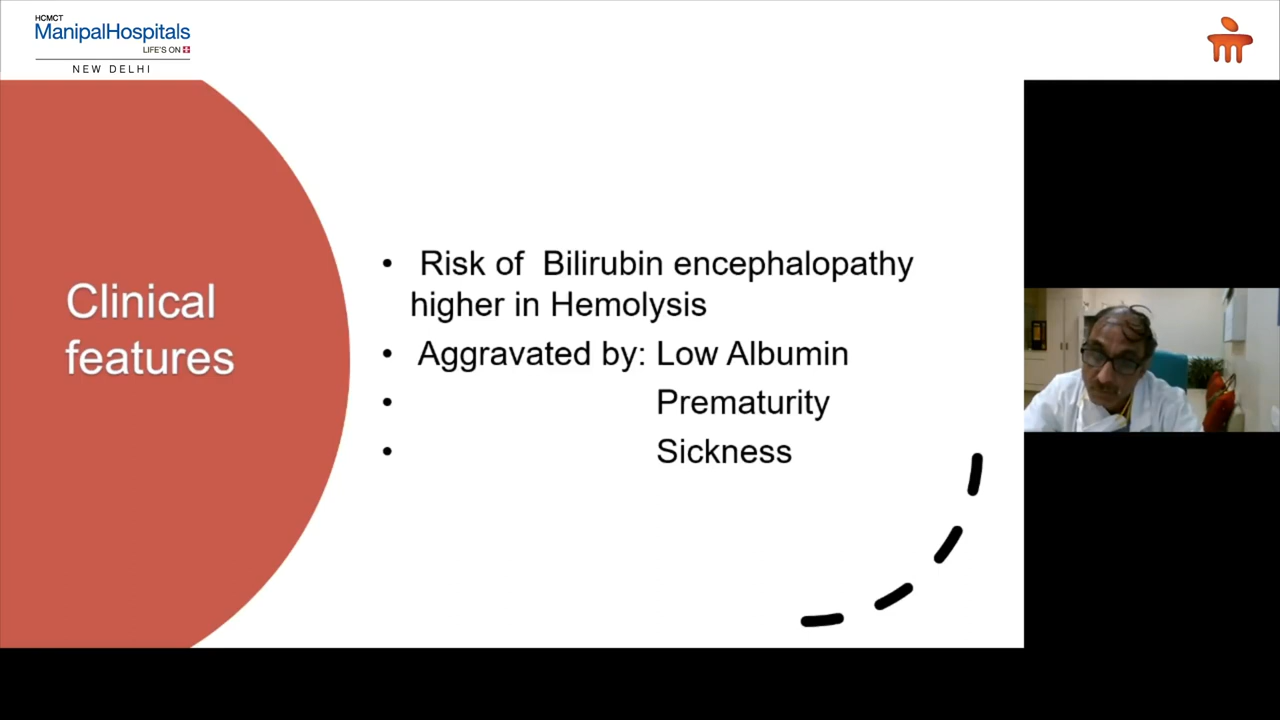 HCMCT
ManipalHospitals
LIFE'S ON
NEW DELHI
Clinical
features
• Risk of Bilirubin encephalopathy
higher in Hemolysis
• Aggravated by: Low Albumin
• Prematurity
• Sickness